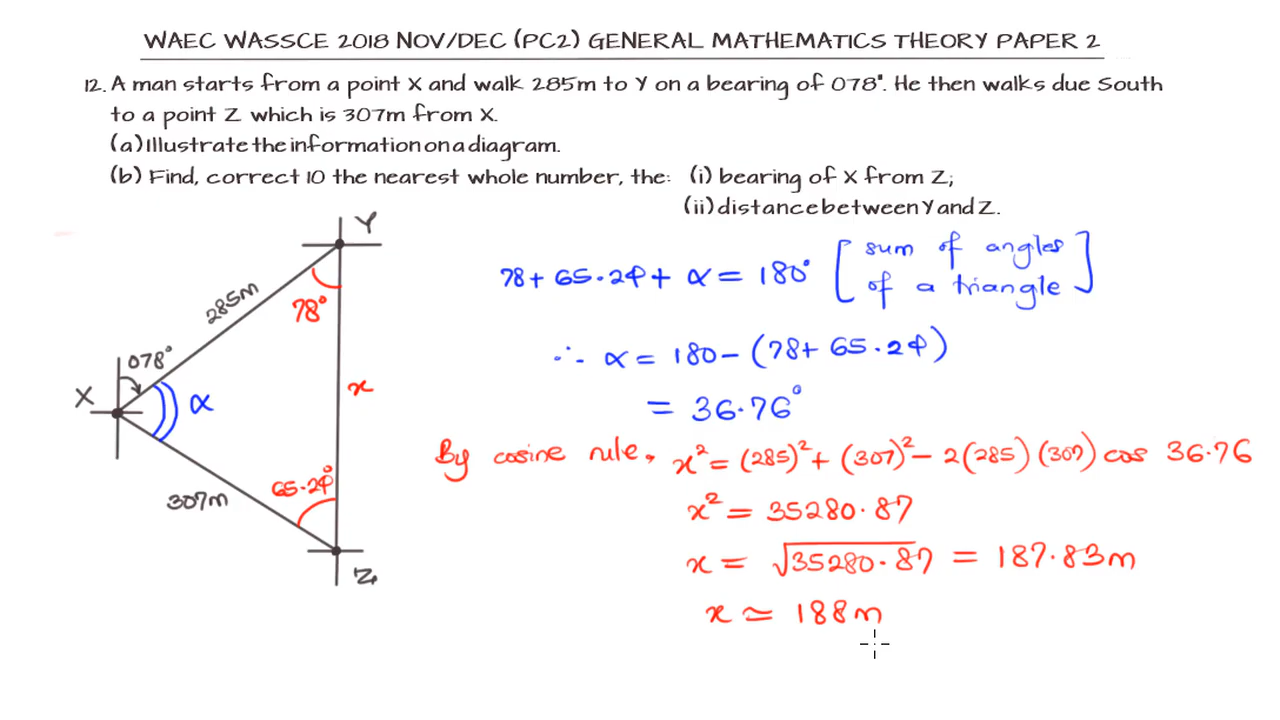 WAEC WASSCE 2018 NOV/DEC (PC2) GENERAL MATHEMATICS THEORY PAPER 2
12. A man starts from a point X and walk 285m to Y on a bearing of 078°. He then walks due South
to a point Z which is 307m from X.
(a) Illustrate the information on a diagram.
(b) Find, correct 10 the nearest whole number, the: (i) bearing of X from Z;
(ii) distance between Y and Z.
Y
285m
78°
078°
X
α
x
65.24°
307m
Z
78 + 65.24 + α = 180° [sum of angles
of a triangle]
∴ α = 180 - (78 + 65.24)
= 36.76°
By cosine rule, x² = (285)² + (307)² - 2(285)(307) cos 36.76
x² = 35280.87
x = √35280.87 = 187.83m
x ≃ 188m